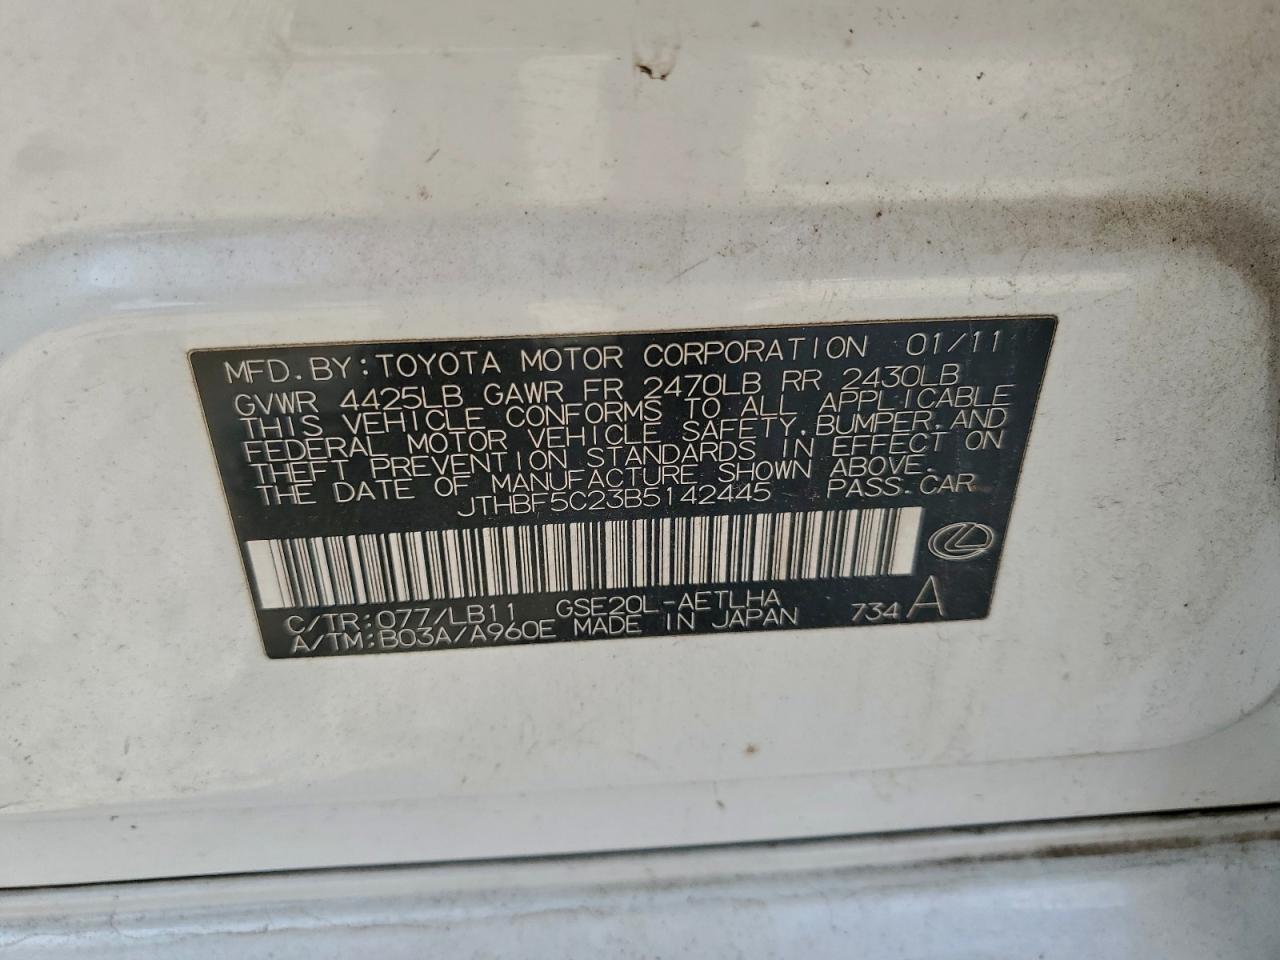 MFD. BY: TOYOTA MOTOR CORPORATION 01/11
GVWR 4425LB GAWR FR 2470LB RR 2430LB
THIS VEHICLE CONFORMS TO ALL APPLICABLE
FEDERAL MOTOR VEHICLE SAFETY, BUMPER, AND
THEFT PREVENTION STANDARDS IN EFFECT ON
THE DATE OF MANUFACTURE SHOWN ABOVE.
JTHBF5C23B5142445 PASS. CAR
C/TR:077/LB11 GSE20L-AETLHA
A/TM:B03A/A960E MADE IN JAPAN 734 A